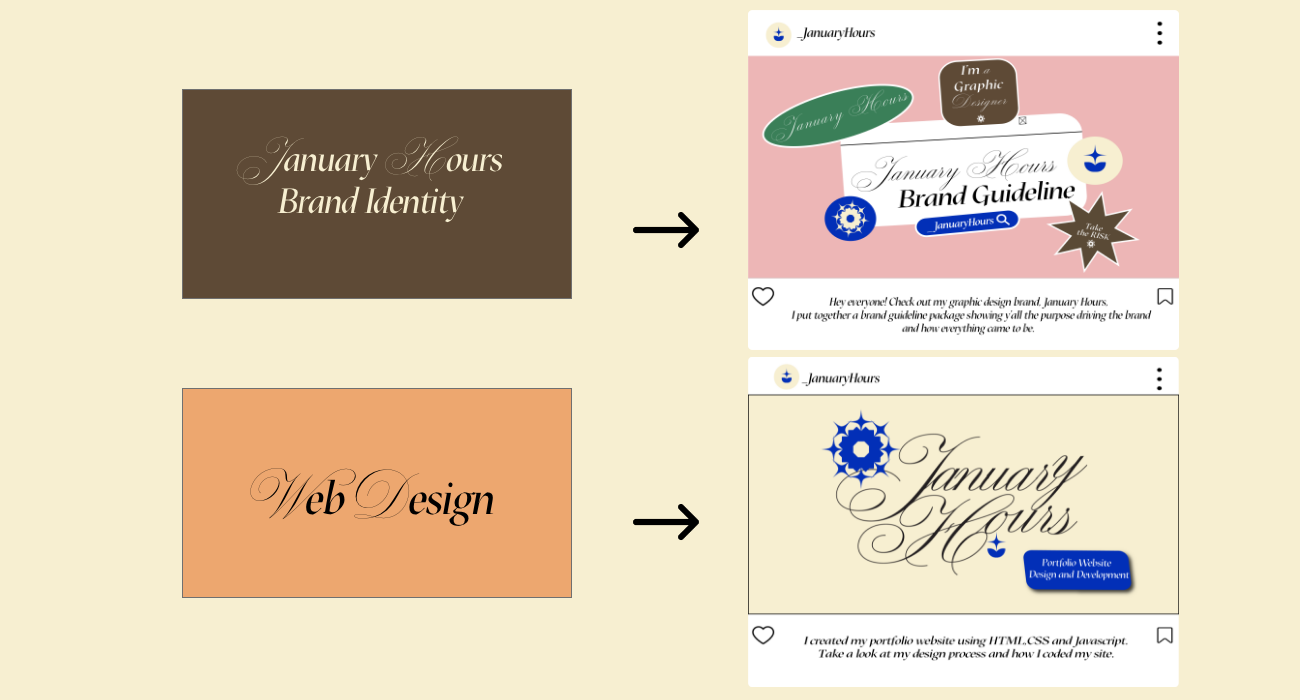 January Hours
Brand Identity
_JanuaryHours
I'm a
Graphic
Designer
January Hours
January Hours
Brand Guideline
_JanuaryHours
Take
the RISK
Hey everyone! Check out my graphic design brand, January Hours.
I put together a brand guideline package showing y'all the purpose driving the brand
and how everything came to be.
Web Design
_JanuaryHours
January
Hours
Portfolio Website
Design and Development
I created my portfolio website using HTML,CSS and Javascript.
Take a look at my design process and how I coded my site.